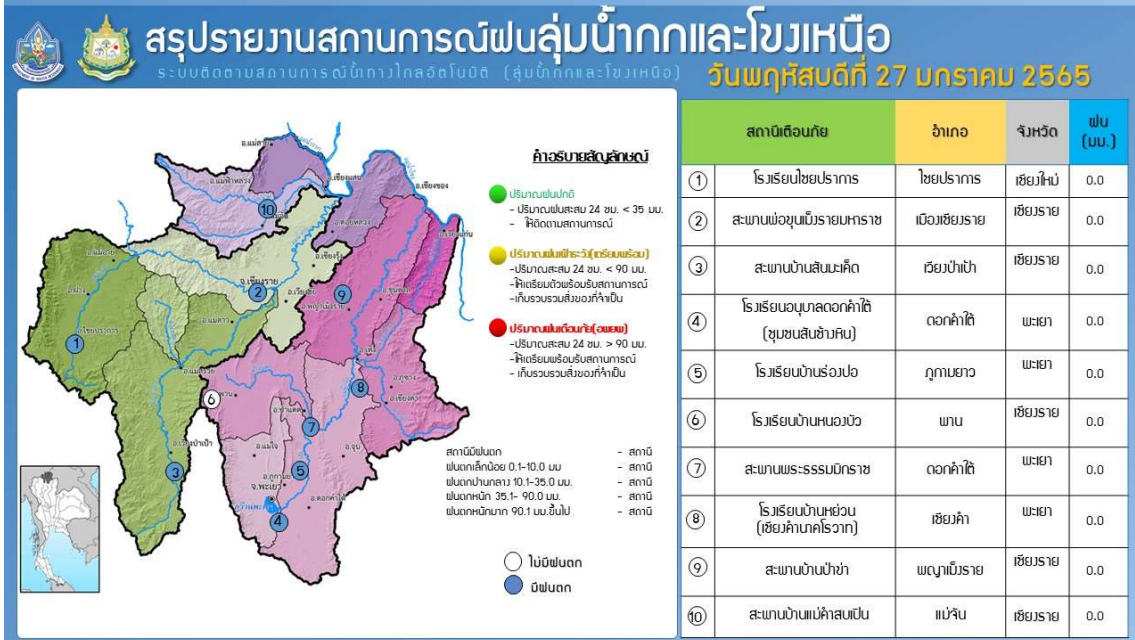 สรุปรายงานสถานการณ์ฝนลุ่มน้ำกกและโขงเหนือ
ระบบติดตามสถานการณ์น้ำทางไกลอัตโนมัติ (ลุ่มน้ำกกและโขงเหนือ)
วันพฤหัสบดีที่ 27 มกราคม 2565
คำอธิบายสัญลักษณ์
ปริมาณฝนปกติ
- ปริมาณฝนสะสม 24 ชม. < 35 มม.
- ให้ติดตามสถานการณ์
ปริมาณฝนเฝ้าระวัง(เตรียมพร้อม)
-ปริมาณสะสม 24 ชม. < 90 มม.
-ให้เตรียมตัวพร้อมรับสถานการณ์
-เก็บรวบรวมสิ่งของที่จำเป็น
ปริมาณฝนเตือนภัย(อพยพ)
-ปริมาณสะสม 24 ชม. > 90 มม.
-ให้เตรียมพร้อมรับสถานการณ์
- เก็บรวบรวมสิ่งของที่จำเป็น
สถานีมีฝนตก - สถานี
ฝนตกเล็กน้อย 0.1-10.0 มม - สถานี
ฝนตกปานกลาง 10.1-35.0 มม. - สถานี
ฝนตกหนัก 35.1- 90.0 มม. - สถานี
ฝนตกหนักมาก 90.1 มม.ขึ้นไป - สถานี
ไม่มีฝนตก
มีฝนตก
อ.แม่ฟ้าหลวง
อ.เชียงแสน
อ.เชียงของ
อ.ดอยหลวง
10
อ.แม่อาย
อ.ฝาง
อ.เชียงรุ้ง
จ.เชียงราย
2
อ.เวียงชัย
9
อ.พญาเม็งราย
อ.ขุนตาล
อ.ไชยปราการ
1
อ.แม่ลาว
อ.แม่สรวย
อ.เทิง
6
8
อ.ภูซาง
อ.เชียงคำ
อ.ป่าแดด
7
อ.เวียงป่าเป้า
3
อ.แม่ใจ
อ.จุน
5
จ.พะเยา
อ.ดอกคำใต้
4
สถานีเตือนภัย อำเภอ จังหวัด ฝน (มม.)
1 โรงเรียนไชยปราการ ไชยปราการ เชียงใหม่ 0.0
2 สะพานพ่อขุนเม็งรายมหาราช เมืองเชียงราย เชียงราย 0.0
3 สะพานบ้านสันมะเค็ด เวียงป่าเป้า เชียงราย 0.0
4 โรงเรียนอนุบาลดอกคำใต้ ดอกคำใต้ พะเยา 0.0
(ชุมชนสันช้างหิน)
5 โรงเรียนบ้านร่องปอ ภูกามยาว พะเยา 0.0
6 โรงเรียนบ้านหนองบัว พาน เชียงราย 0.0
7 สะพานพระธรรมมิกราช ดอกคำใต้ พะเยา 0.0
8 โรงเรียนบ้านหย่วน เชียงคำ พะเยา 0.0
(เชียงคำนาคโรวาท)
9 สะพานบ้านป่าข่า พญาเม็งราย เชียงราย 0.0
10 สะพานบ้านแม่คำสบเปิน แม่จัน เชียงราย 0.0